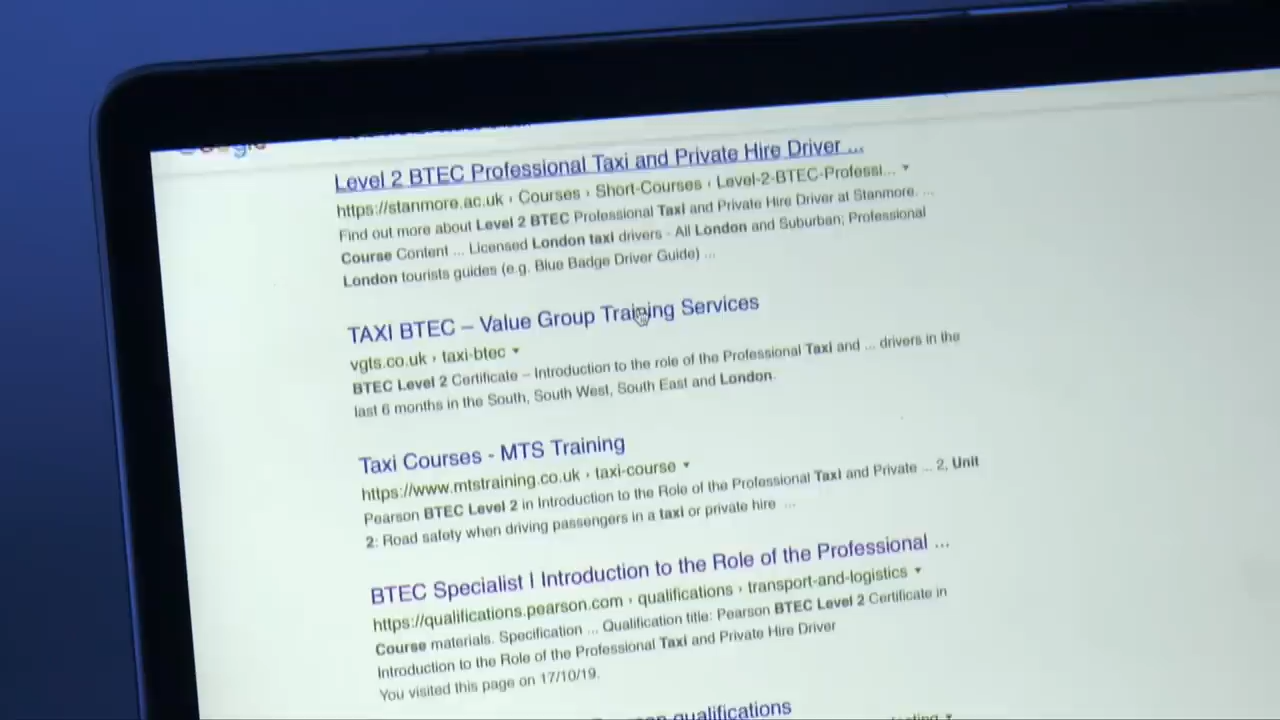 Level 2 BTEC Professional Taxi and Private Hire Driver ...
https://stanmore.ac.uk › Courses › Short-Courses › Level-2-BTEC-Professi... ▾
Find out more about Level 2 BTEC Professional Taxi and Private Hire Driver at Stanmore. ...
Course Content ... Licensed London taxi drivers - All London and Suburban; Professional
London tourists guides (e.g. Blue Badge Driver Guide) ...
TAXI BTEC – Value Group Training Services
vgts.co.uk › taxi-btec ▾
BTEC Level 2 Certificate – Introduction to the role of the Professional Taxi and ... drivers in the
last 6 months in the South, South West, South East and London.
Taxi Courses - MTS Training
https://www.mtstraining.co.uk › taxi-course ▾
Pearson BTEC Level 2 in Introduction to the Role of the Professional Taxi and Private ... 2, Unit
2: Road safety when driving passengers in a taxi or private hire ...
BTEC Specialist | Introduction to the Role of the Professional ...
https://qualifications.pearson.com › qualifications › transport-and-logistics ▾
Course materials. Specification ... Qualification title: Pearson BTEC Level 2 Certificate in
Introduction to the Role of the Professional Taxi and Private Hire Driver
You visited this page on 17/10/19.
qualifications